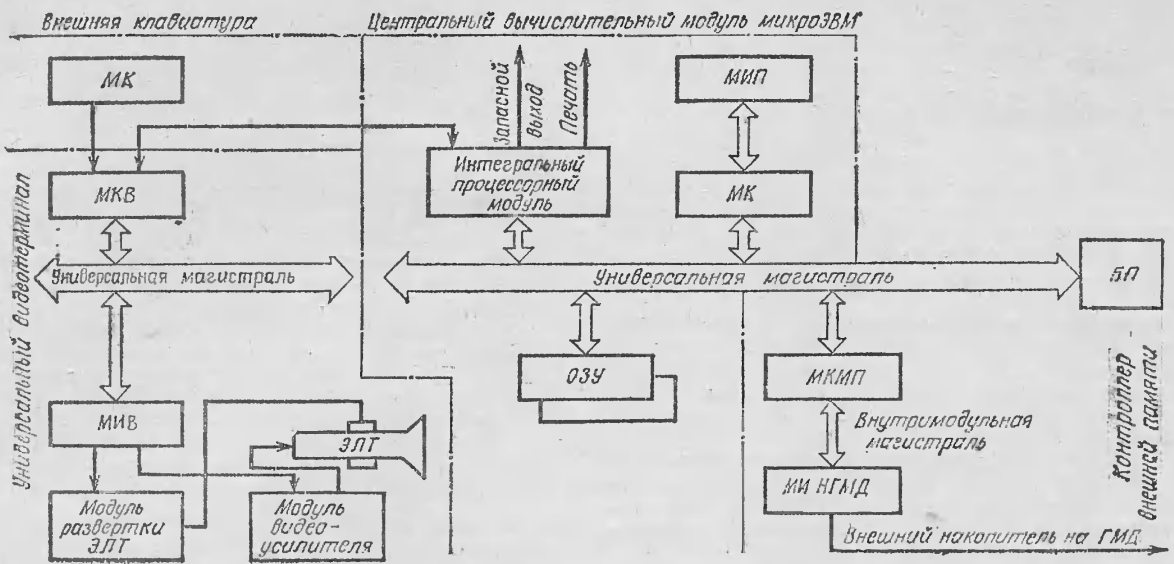 Внешняя клавиатура
Центральный вычислительный модуль микроЭВМ
МК
Запасной
выход
Печать
МИП
МКВ
Интегральный
процессорный
модуль
МК
Универсальный видеотерминал
Универсальная магистраль
Универсальная магистраль
БП
ОЗУ
МКМП
МИВ
ЭЛТ
Внутримодульная
магистраль
Контроллер
внешней памяти
МИ НГМД
Модуль
развертки
ЭЛТ
Модуль
видео-
усилителя
Внешний накопитель на ГМД